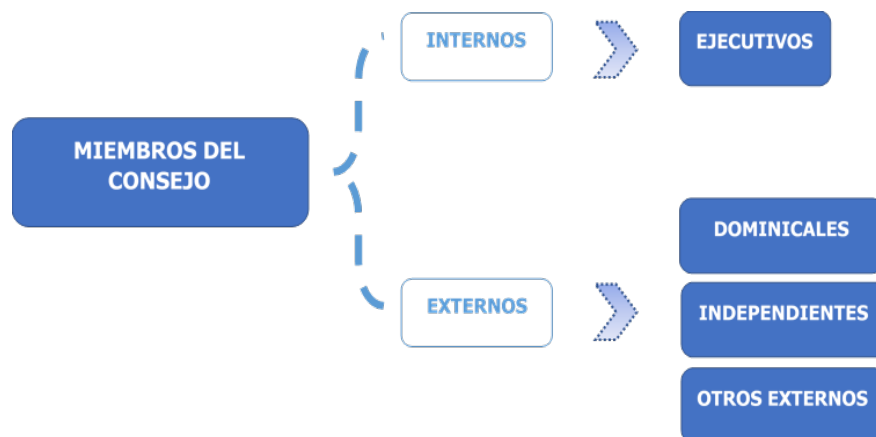 INTERNOS
EJECUTIVOS
MIEMBROS DEL
CONSEJO
DOMINICALES
EXTERNOS
INDEPENDIENTES
OTROS EXTERNOS